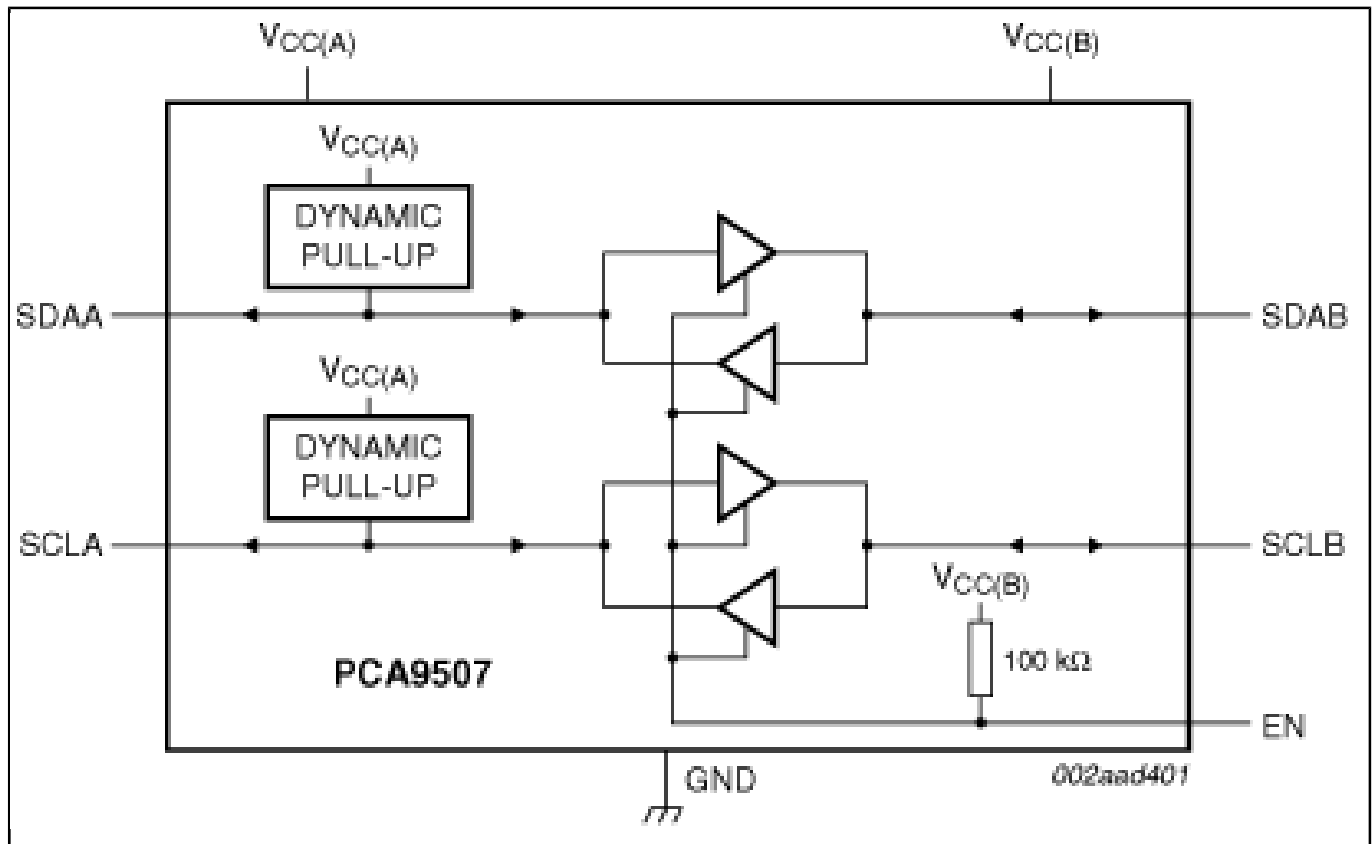 VCC(A) VCC(B)
VCC(A)
DYNAMIC
PULL-UP
SDAA SDAB
VCC(A)
DYNAMIC
PULL-UP
SCLA SCLB
VCC(B)
100 kΩ
PCA9507
EN
GND
002aad401